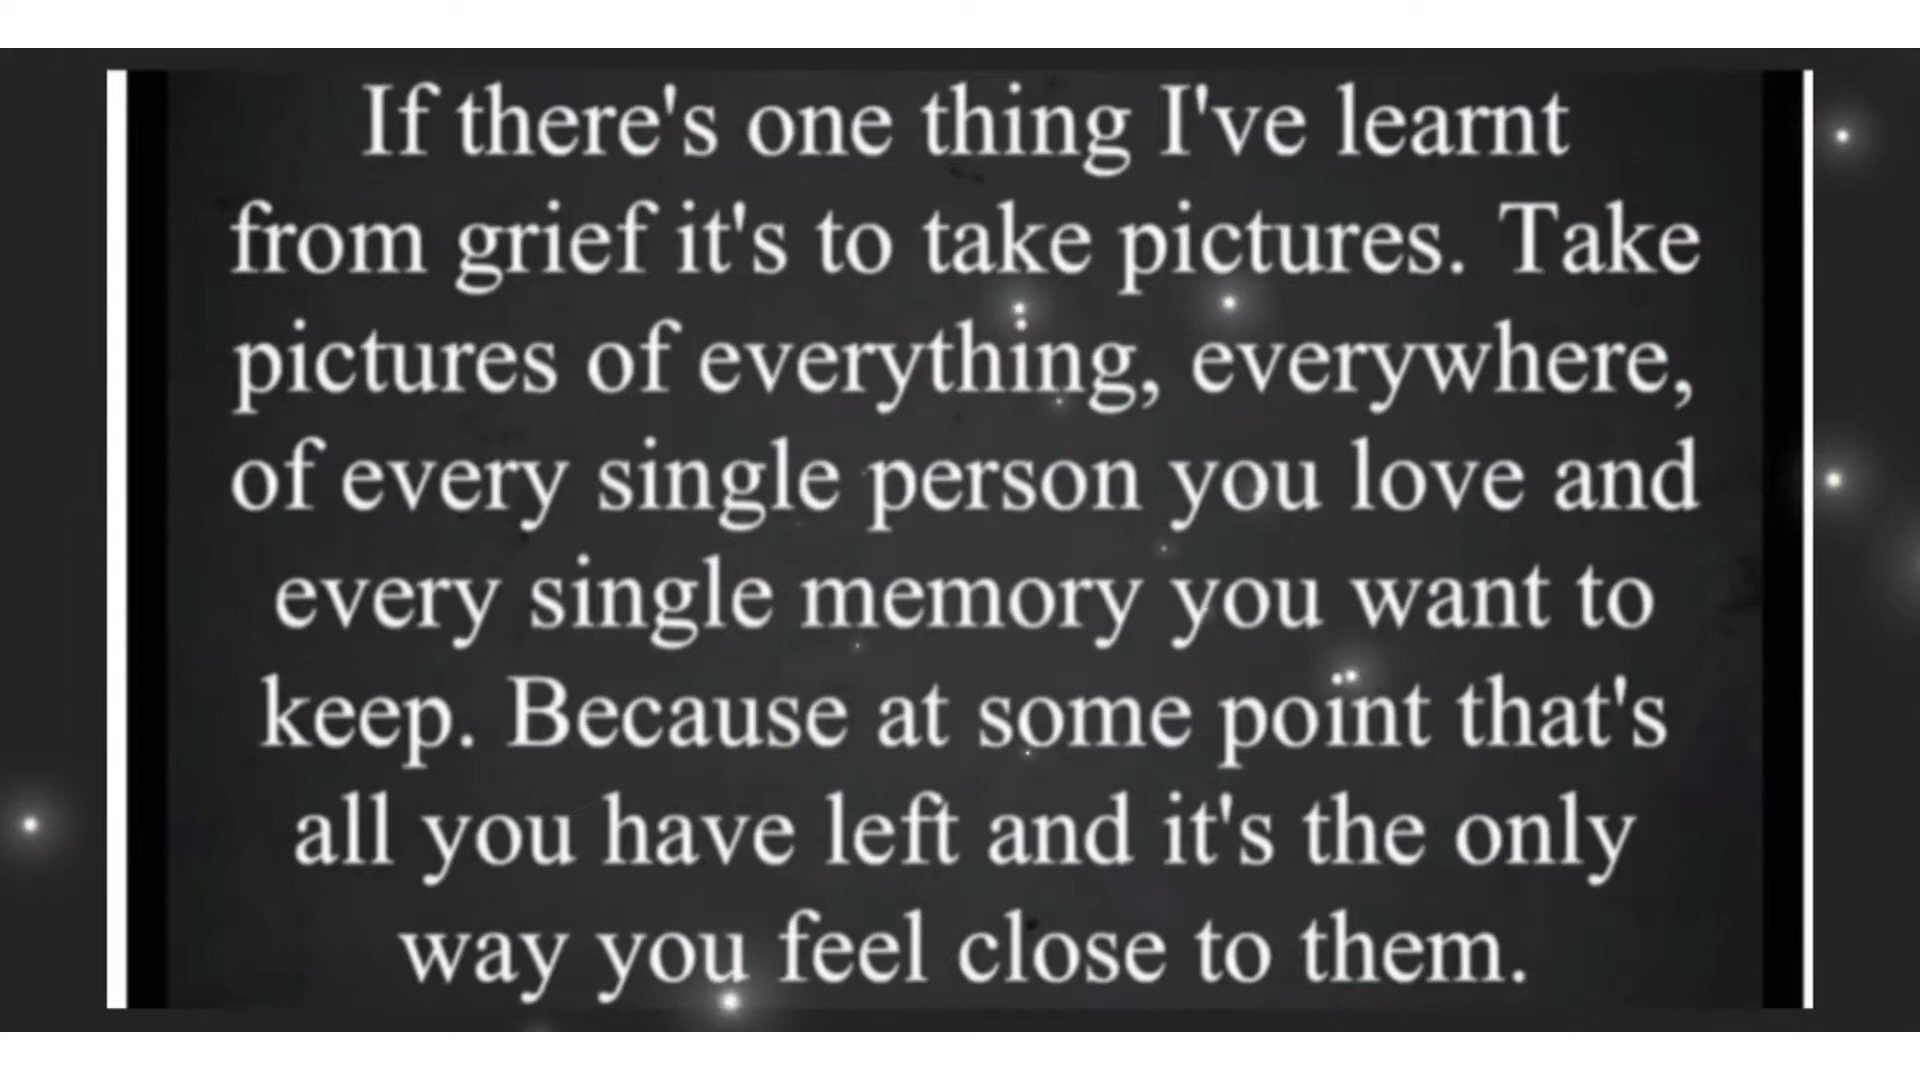 If there's one thing I've learnt
from grief it's to take pictures. Take
pictures of everything, everywhere,
of every single person you love and
every single memory you want to
keep. Because at some point that's
all you have left and it's the only
way you feel close to them.